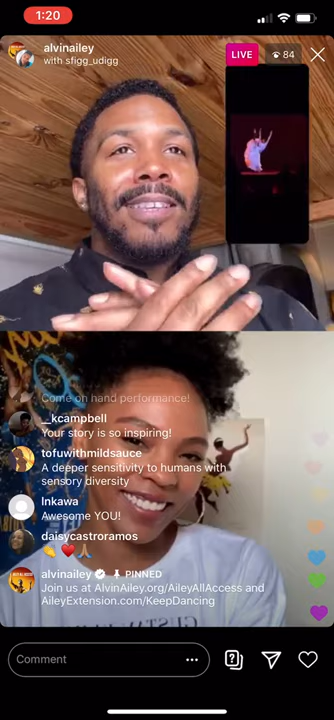 1:20
alvinailey
with sfigg_udigg
LIVE
84
Come on hand performance!
__kcampbell
Your story is so inspiring!
tofuwithmildsauce
A deeper sensitivity to humans with
sensory diversity
lnkawa
Awesome YOU!
daisycastroramos
👏❤️🙏🏾
alvinailey PINNED
Join us at AlvinAiley.org/AileyAllAccess and
AileyExtension.com/KeepDancing
Comment